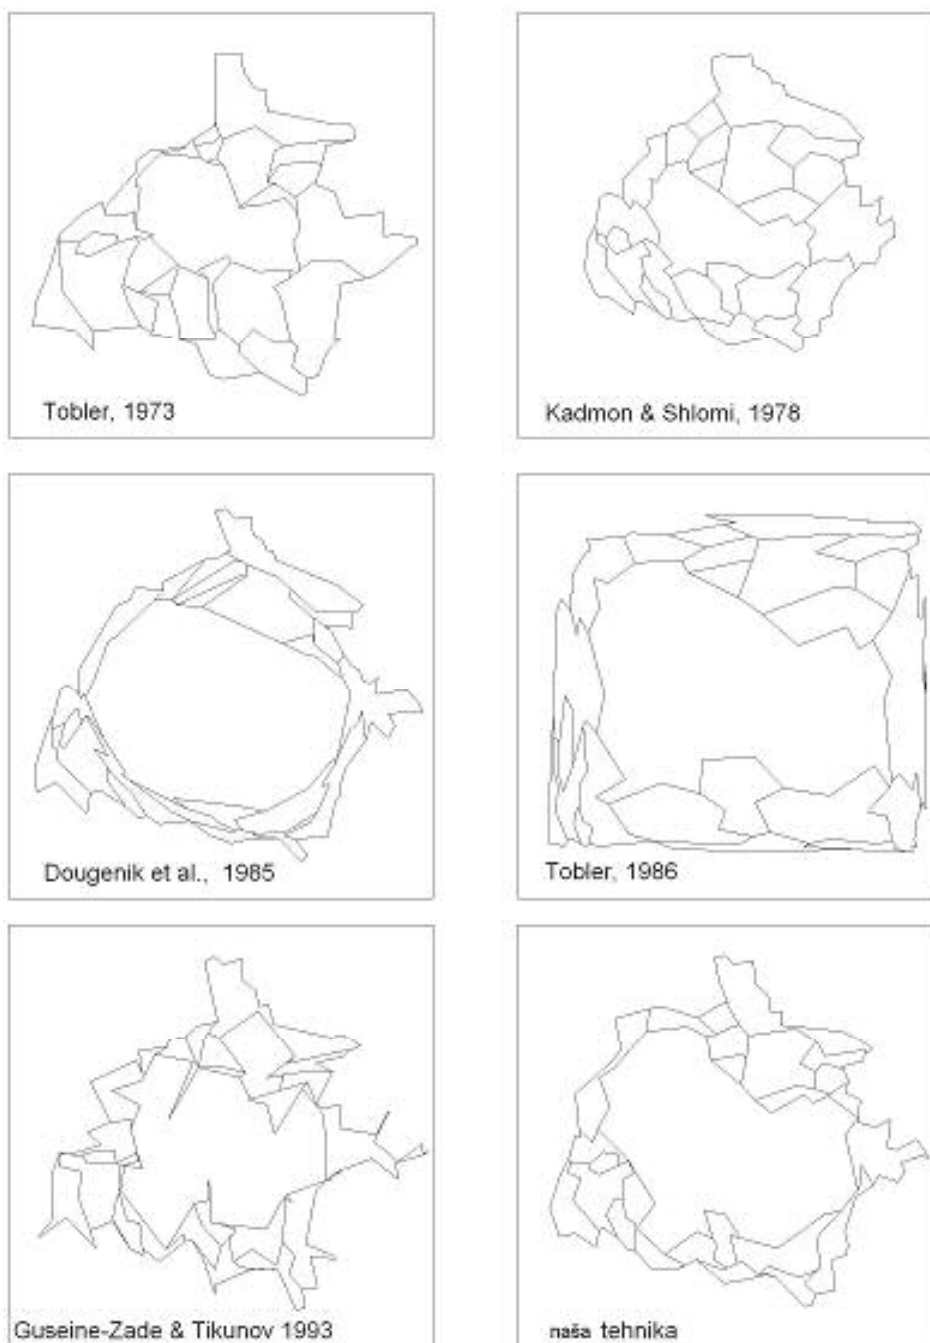 Tobler, 1973
Kadmon & Shlomi, 1978
Dougenik et al., 1985
Tobler, 1986
Guseine-Zade & Tikunov 1993
naša tehnika